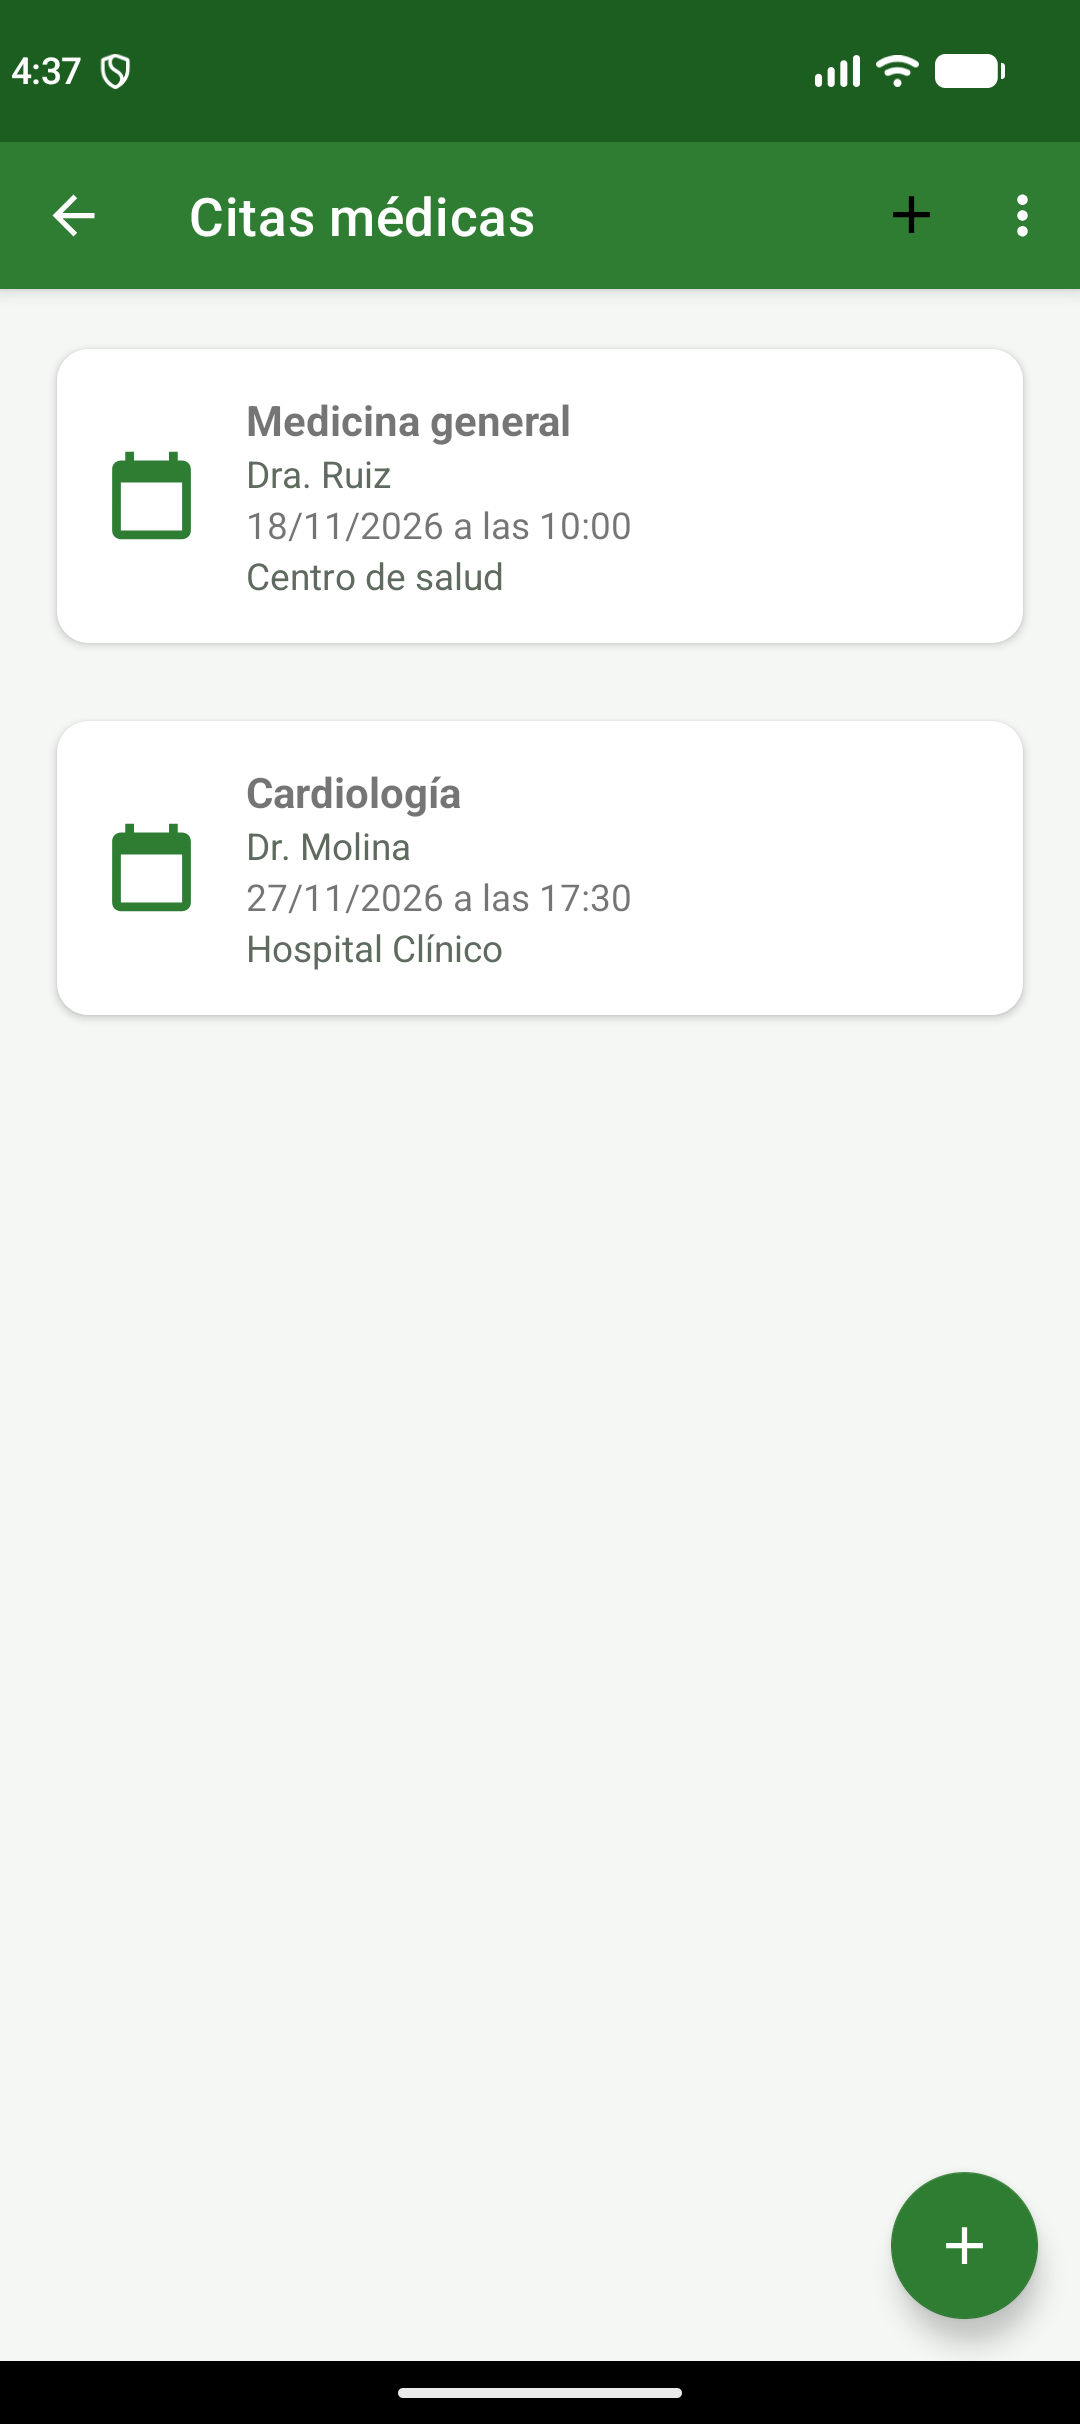 4:37
Citas médicas
Medicina general
Dra. Ruiz
18/11/2026 a las 10:00
Centro de salud
Cardiología
Dr. Molina
27/11/2026 a las 17:30
Hospital Clínico